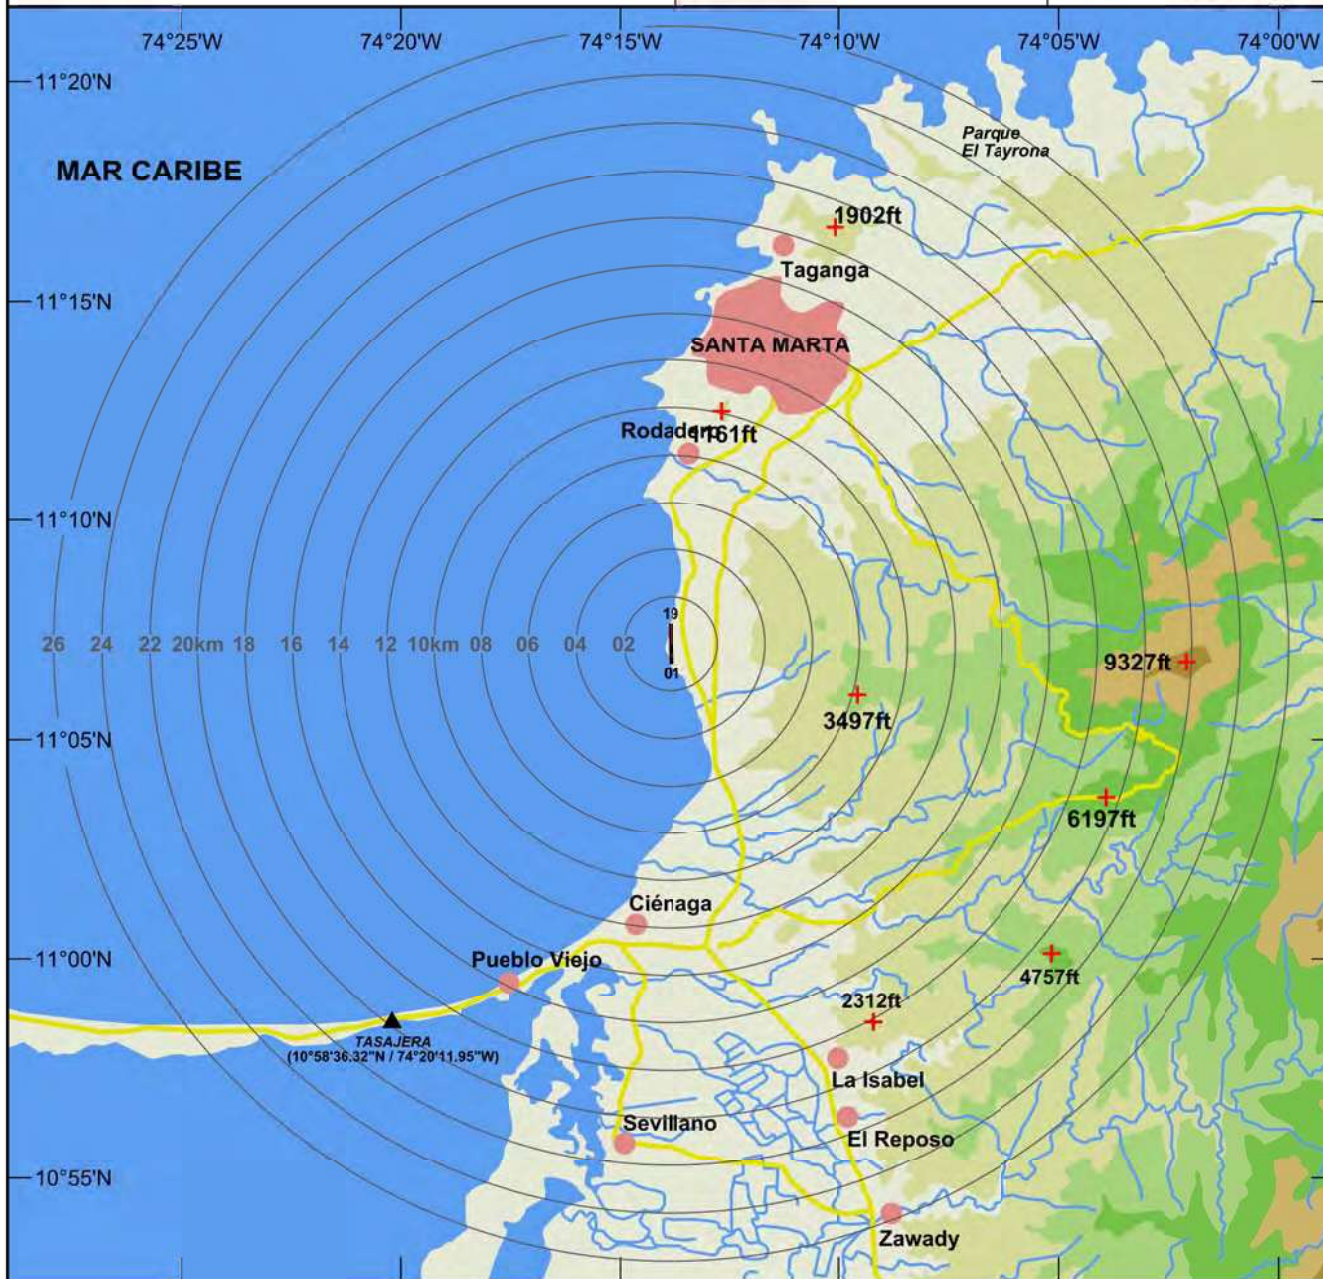 74°25'W 74°20'W 74°15'W 74°10'W 74°05'W 74°00'W
11°20'N
Parque
El Tayrona
MAR CARIBE
1902ft
Taganga
11°15'N
SANTA MARTA
Rodadero
1161ft
11°10'N
19
26 24 22 20km 18 16 14 12 10km 08 06 04 02
01
9327ft
3497ft
11°05'N
6197ft
Ciénaga
Pueblo Viejo
11°00'N
4757ft
2312ft
TASAJERA
(10°58'36.32"N / 74°20'11.95"W)
La Isabel
Sevillano
El Reposo
10°55'N
Zawady